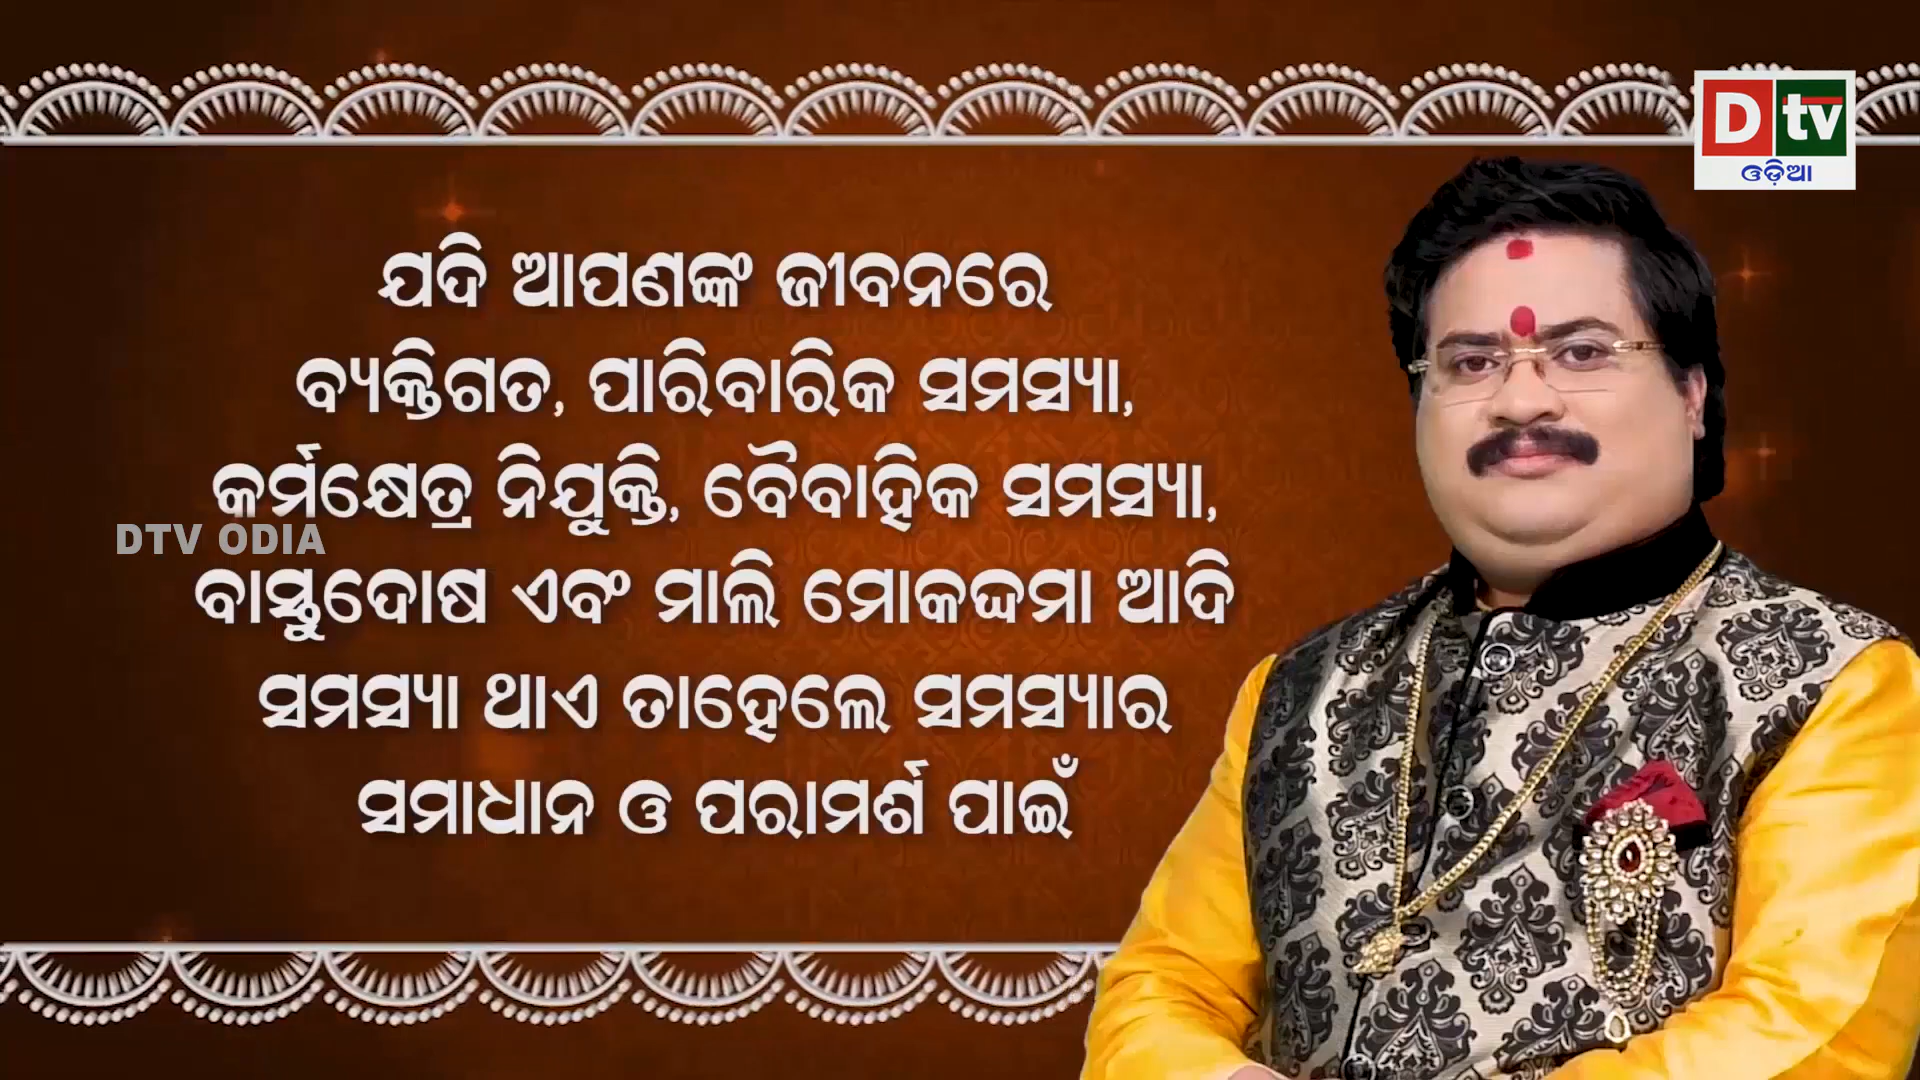 D tv
ଓଡ଼ିଆ
ଯଦି ଆପଣଙ୍କ ଜୀବନରେ
ବ୍ୟକ୍ତିଗତ, ପାରିବାରିକ ସମସ୍ୟା,
କର୍ମକ୍ଷେତ୍ର ନିଯୁକ୍ତି, ବୈବାହିକ ସମସ୍ୟା,
DTV ODIA
ବାସ୍ତୁଦୋଷ ଏବଂ ମାଲି ମୋକଦ୍ଦମା ଆଦି
ସମସ୍ୟା ଥାଏ ତାହେଲେ ସମସ୍ୟାର
ସମାଧାନ ଓ ପରାମର୍ଶ ପାଇଁ